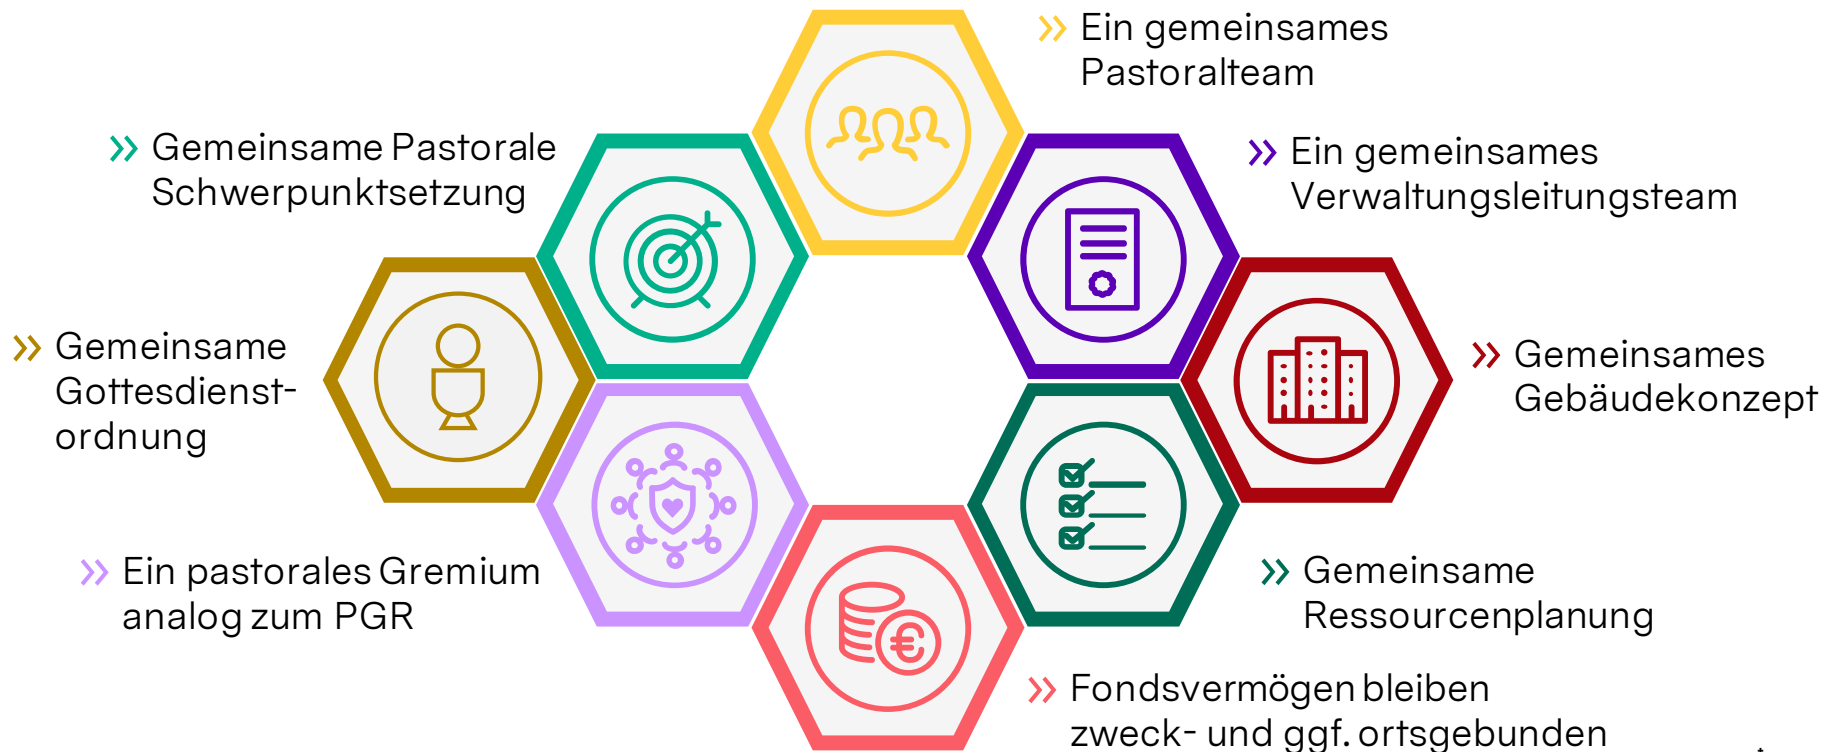 Ein gemeinsames
Pastoralteam
Gemeinsame Pastorale
Schwerpunktsetzung
Ein gemeinsames
Verwaltungsleitungsteam
Gemeinsame
Gottesdienst-
ordnung
Gemeinsames
Gebäudekonzept
Ein pastorales Gremium
analog zum PGR
Gemeinsame
Ressourcenplanung
Fondsvermögen bleiben
zweck- und ggf. ortsgebunden